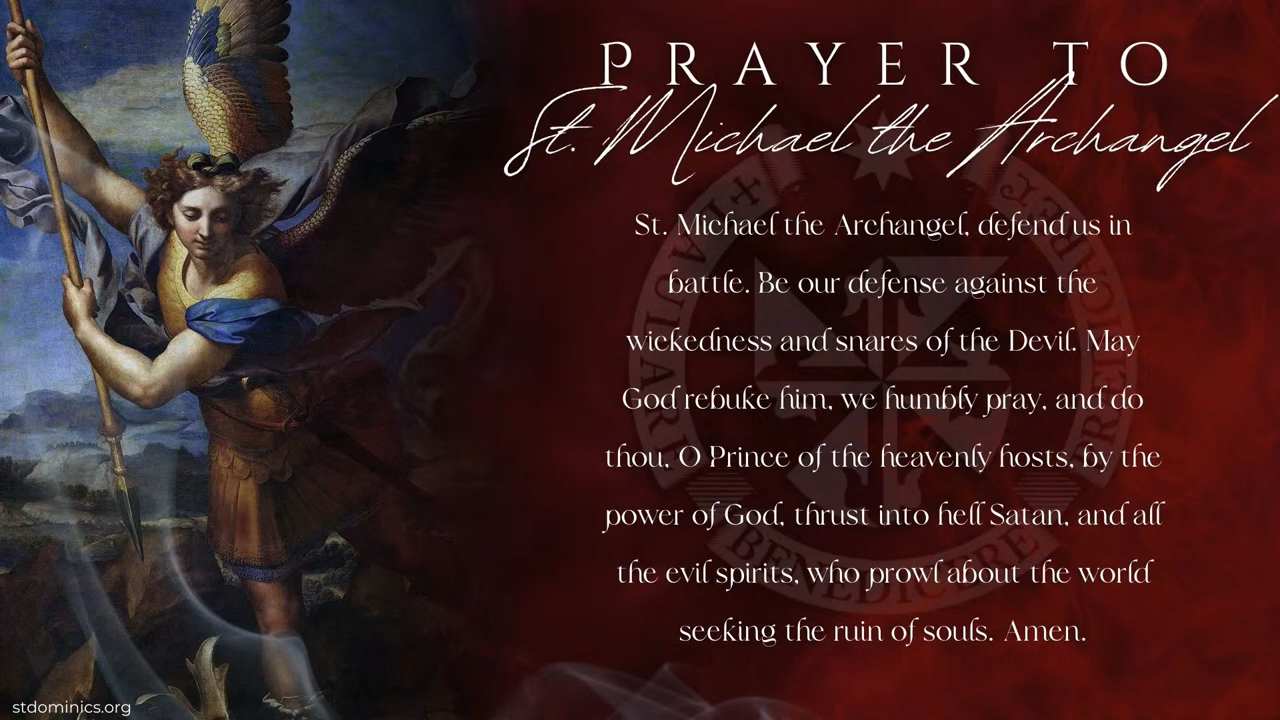 PRAYER TO
St. Michael the Archangel
St. Michael the Archangel, defend us in
battle. Be our defense against the
wickedness and snares of the Devil. May
God rebuke him, we humbly pray, and do
thou, O Prince of the heavenly hosts, by the
power of God, thrust into hell Satan, and all
the evil spirits, who prowl about the world
seeking the ruin of souls. Amen.
LAUDARE
BENEDICERE
PRÆDICARE
stdominics.org